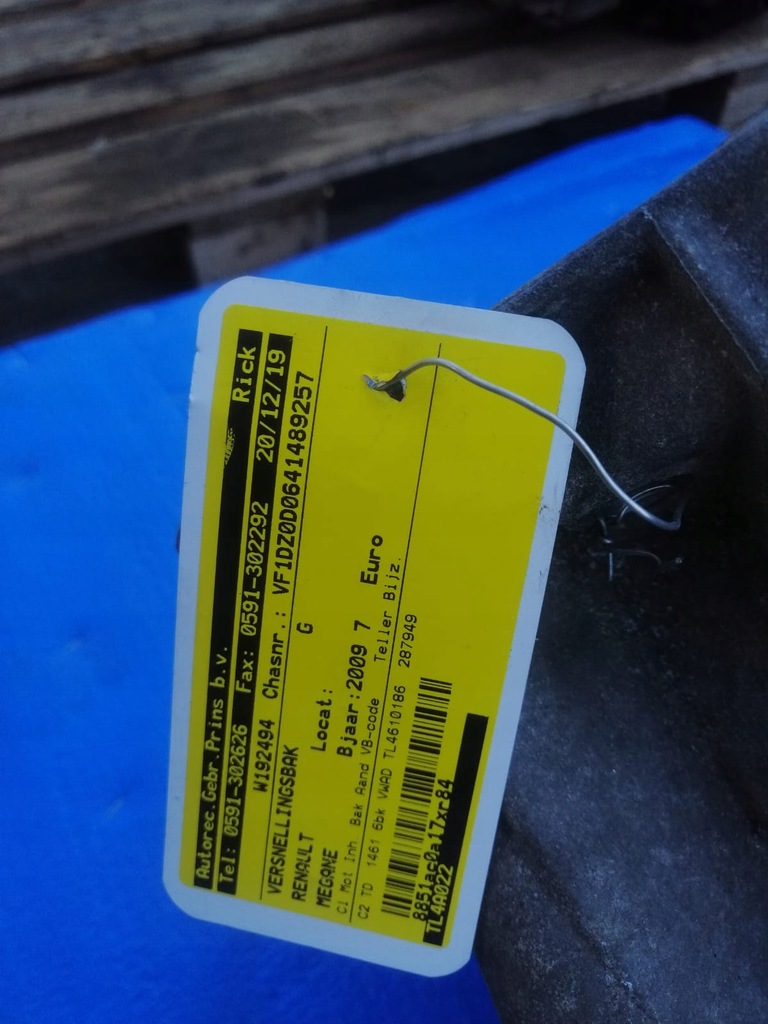 Autorec.Gebr.Prins b.v. Rick
Tel: 0591-302626 Fax: 0591-302292 20/12/19
W192494 Chasnr.: VF1DZ0D0641489257
VERSNELLINGSBAK G
RENAULT Locat:
MEGANE Bjaar:2009 7 Euro
Cl Mot Inh. Bak Aand VB-code Teller Bijz.
C2 TD 1461 6bk VWAD TL4610186 287949
8851ac0a17xr84
TL4A022